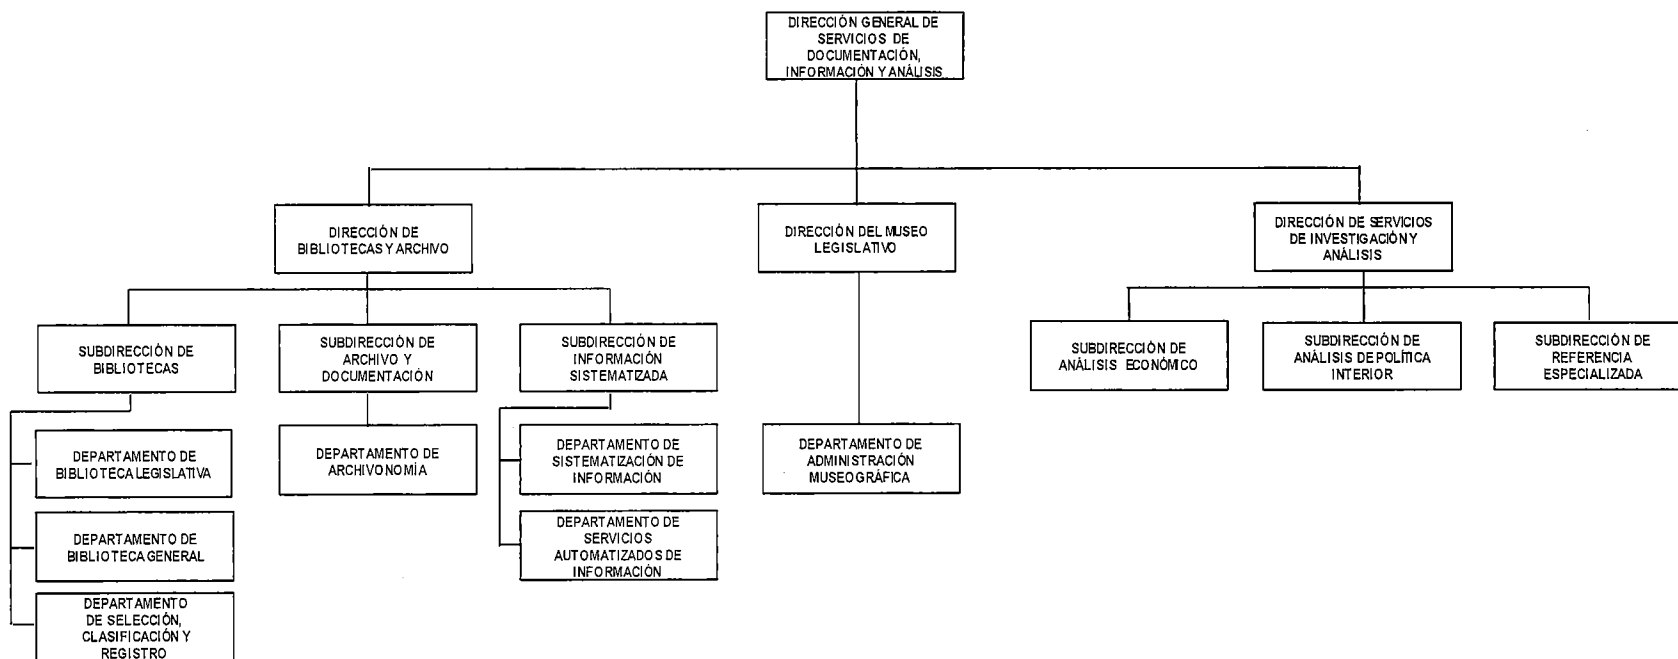 DIRECCIÓN GENERAL DE
SERVICIOS DE
DOCUMENTACIÓN,
INFORMACIÓN Y ANÁLISIS
DIRECCIÓN DE
BIBLIOTECAS Y ARCHIVO
DIRECCIÓN DEL MUSEO
LEGISLATIVO
DIRECCIÓN DE SERVICIOS
DE INVESTIGACIÓN Y
ANÁLISIS
SUBDIRECCIÓN DE
BIBLIOTECAS
SUBDIRECCIÓN DE
ARCHIVO Y
DOCUMENTACIÓN
SUBDIRECCIÓN DE
INFORMACIÓN
SISTEMATIZADA
SUBDIRECCIÓN DE
ANÁLISIS ECONÓMICO
SUBDIRECCIÓN DE
ANÁLISIS DE POLÍTICA
INTERIOR
SUBDIRECCIÓN DE
REFERENCIA
ESPECIALIZADA
DEPARTAMENTO DE
BIBLIOTECA LEGISLATIVA
DEPARTAMENTO DE
ARCHIVONOMÍA
DEPARTAMENTO DE
SISTEMATIZACIÓN DE
INFORMACIÓN
DEPARTAMENTO DE
ADMINISTRACIÓN
MUSEOGRÁFICA
DEPARTAMENTO DE
BIBLIOTECA GENERAL
DEPARTAMENTO DE
SERVICIOS
AUTOMATIZADOS DE
INFORMACIÓN
DEPARTAMENTO
DE SELECCIÓN,
CLASIFICACIÓN Y
REGISTRO